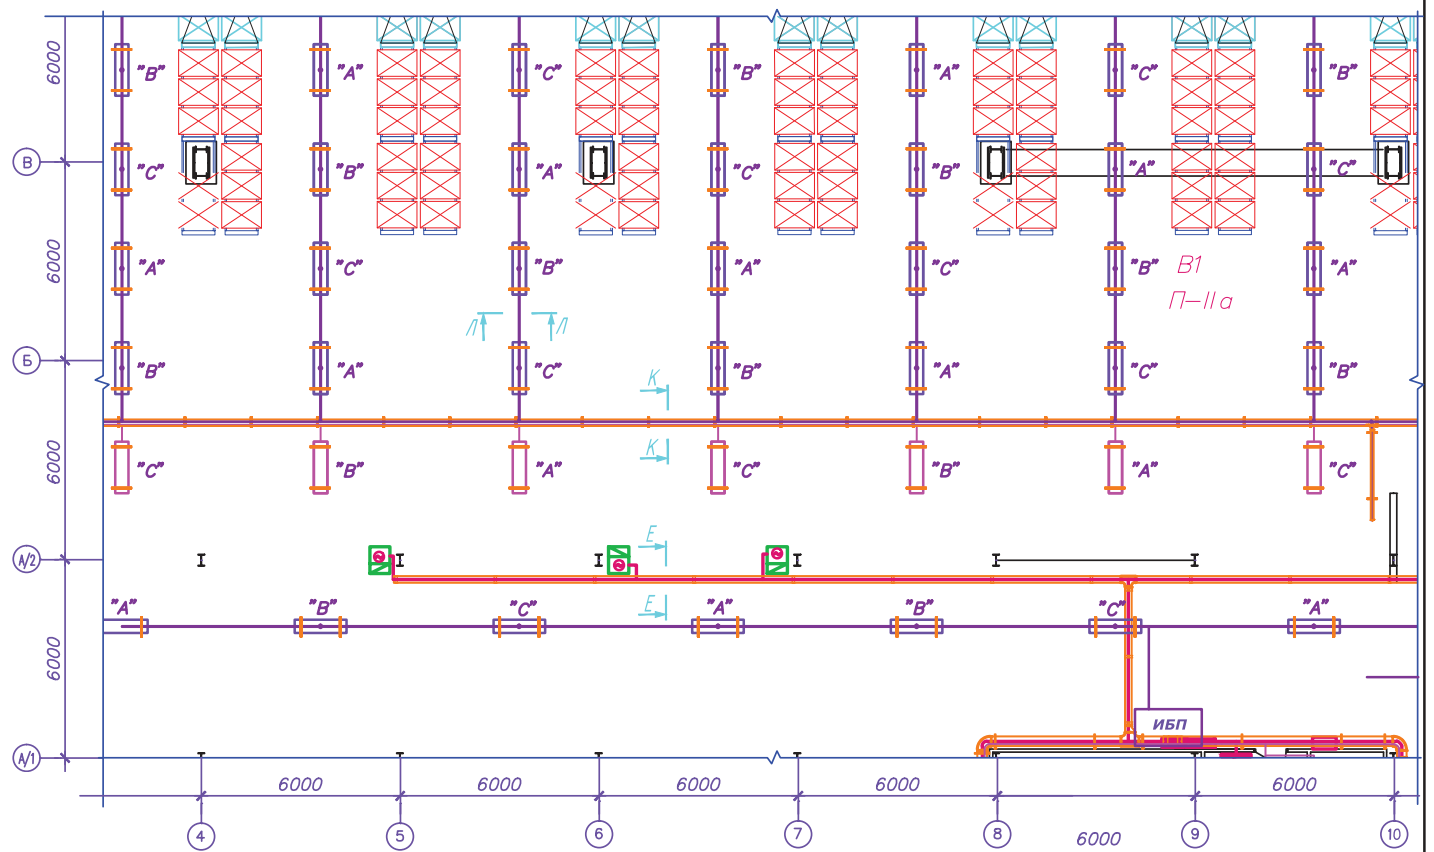 6000
"В" "А" "С" "В" "А" "С" "В"
В
"С" "В" "А" "С" "В" "А" "С"
6000
"А" "С" "В" "А" "С" "В" "А"
В1
П-IIа
Л Л
Б
"В" "А" "С" "В" "А" "С" "В"
К
6000
К
"С" "В" "А" "С" "В" "А" "С"
Е
А/2
"А" "В" "С" Е "А" "В" "С" "А"
6000
ИБП
А/1
6000 6000 6000 6000 6000
4 5 6 7 8 9 10
6000